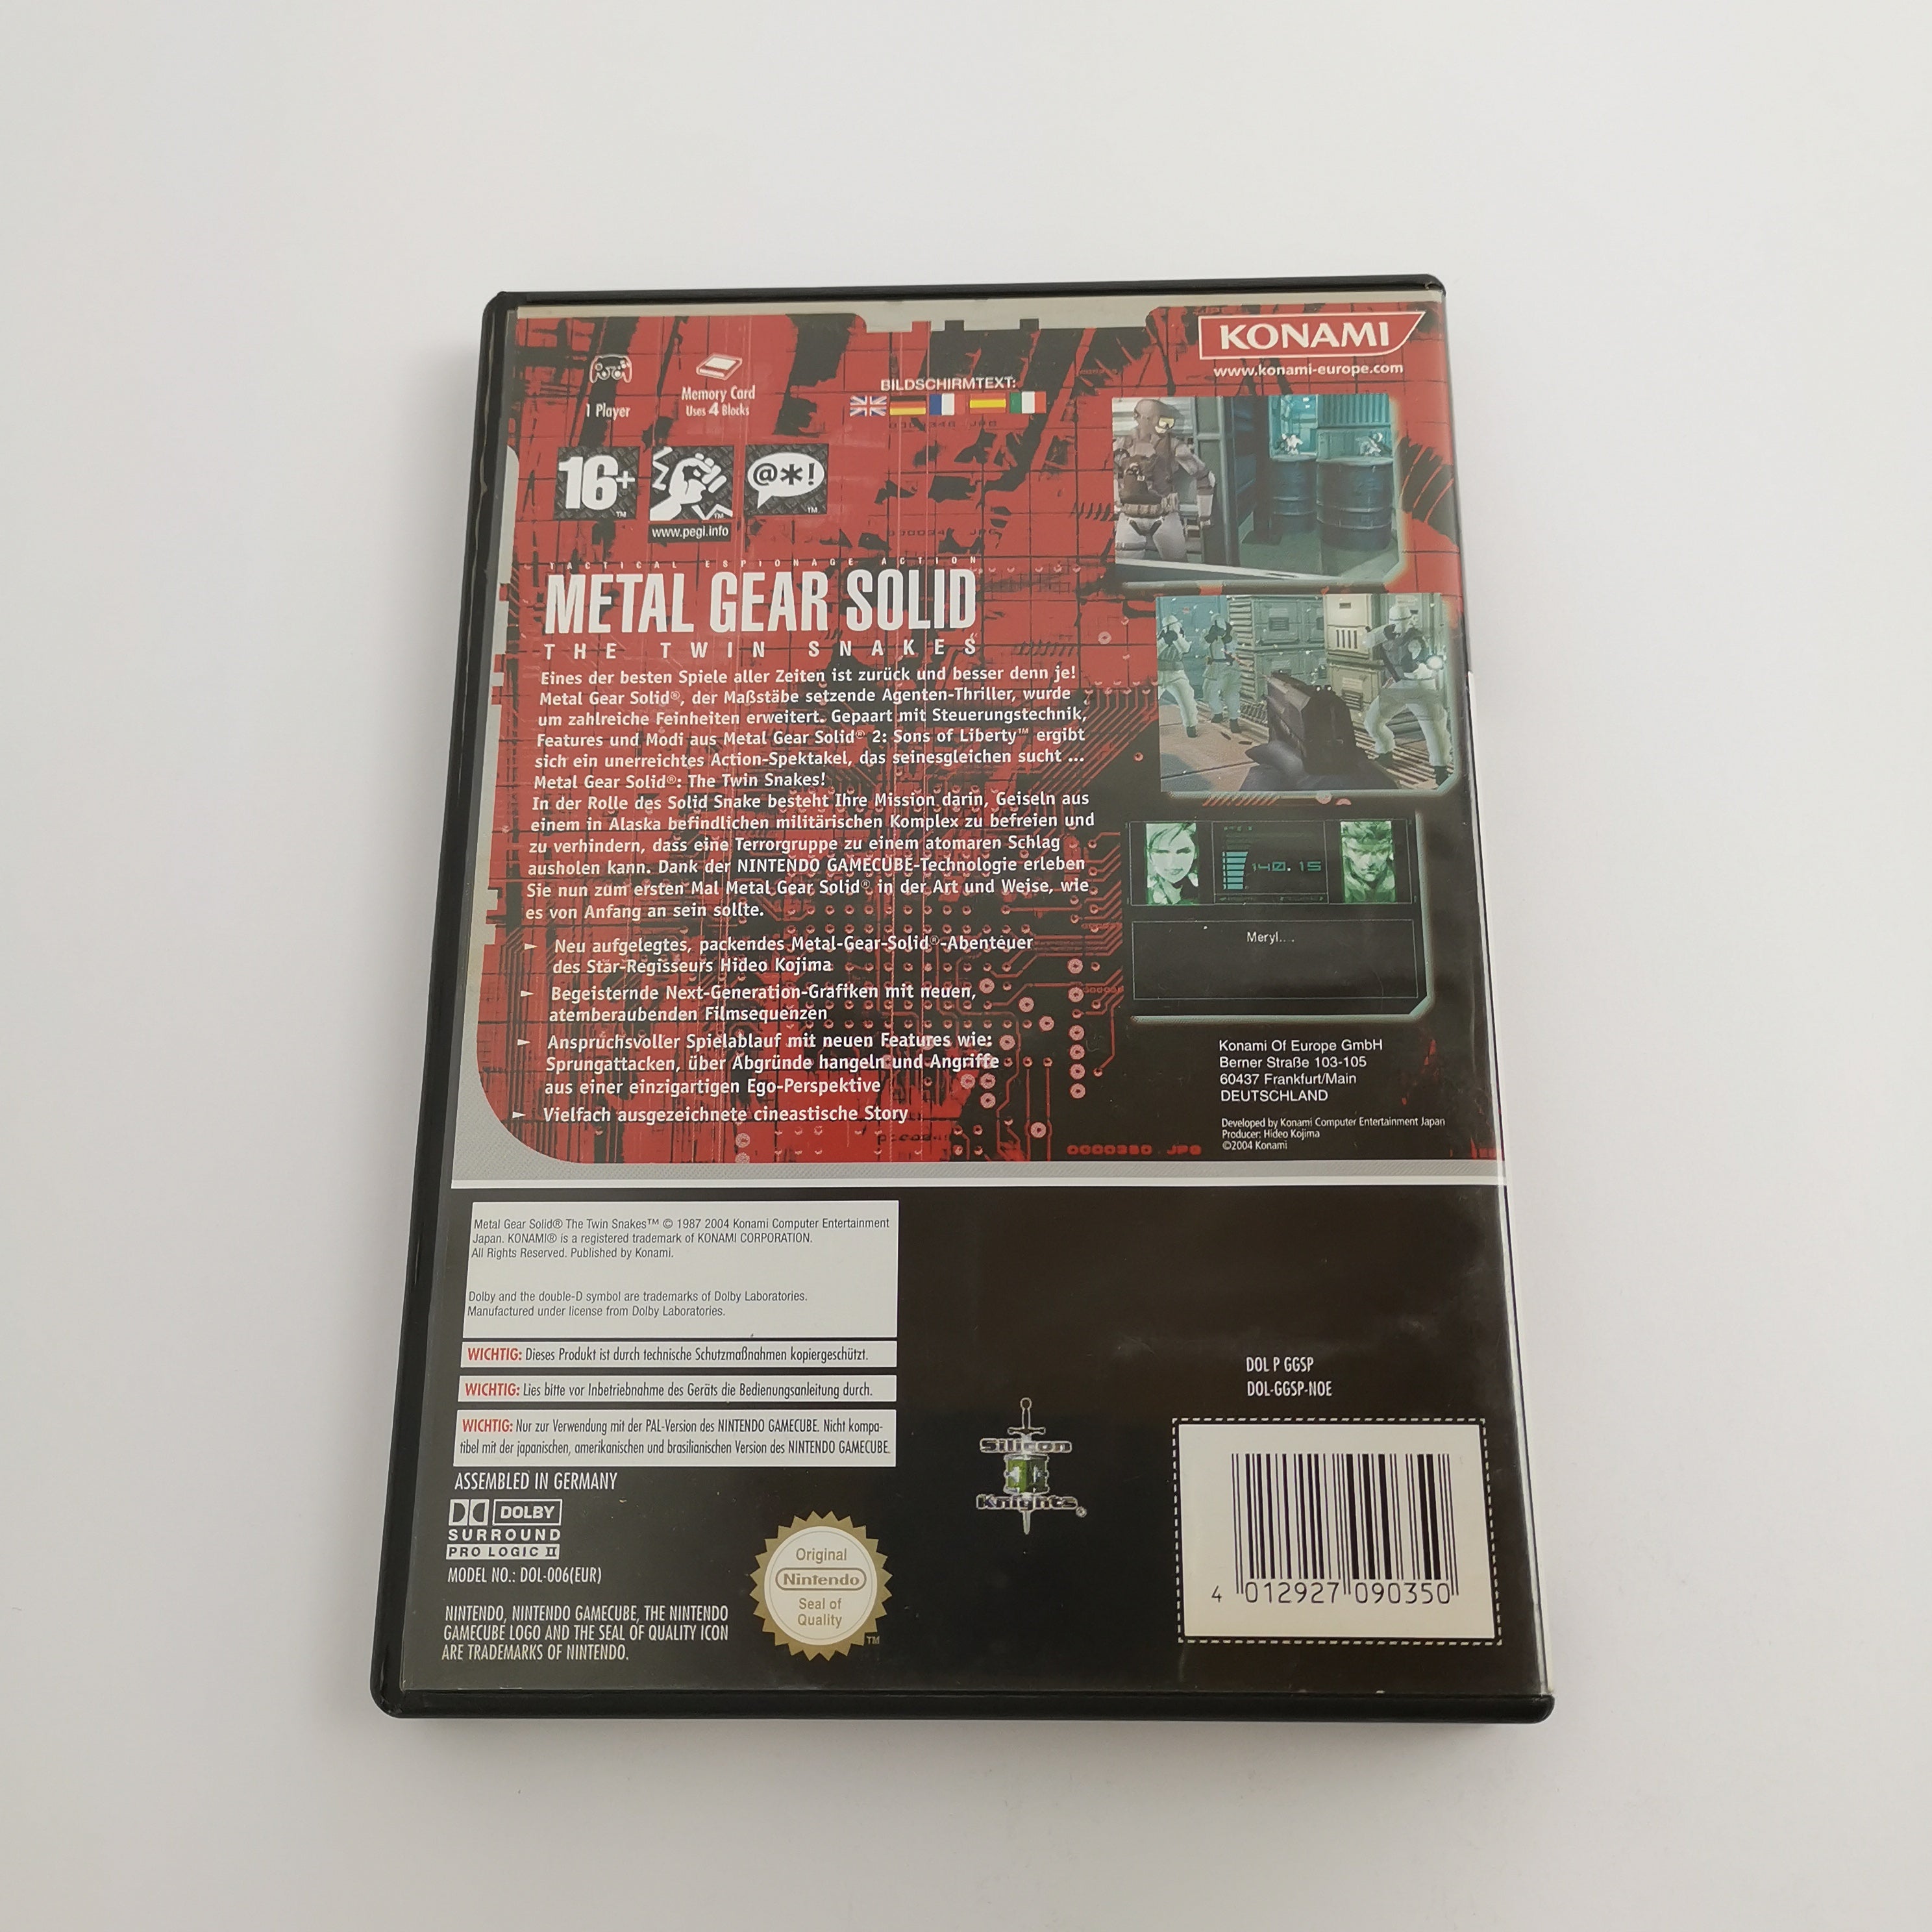 KONAMI
www.konami-europe.com
1 Player
Memory Card
Uses 4 Blocks
BILDSCHIRMTEXT:
16+
TM
TM
www.pegi.info
@*!
TM
TACTICAL ESPIONAGE ACTION
METAL GEAR SOLID
THE TWIN SNAKES
Eines der besten Spiele aller Zeiten ist zurück und besser denn je!
Metal Gear Solid®, der Maßstäbe setzende Agenten-Thriller, wurde
um zahlreiche Feinheiten erweitert. Gepaart mit Steuerungstechnik,
Features und Modi aus Metal Gear Solid® 2: Sons of Liberty™ ergibt
sich ein unerreichtes Action-Spektakel, das seinesgleichen sucht ...
Metal Gear Solid®: The Twin Snakes!
In der Rolle des Solid Snake besteht Ihre Mission darin, Geiseln aus
einem in Alaska befindlichen militärischen Komplex zu befreien und
zu verhindern, dass eine Terrorgruppe zu einem atomaren Schlag
ausholen kann. Dank der NINTENDO GAMECUBE-Technologie erleben
Sie nun zum ersten Mal Metal Gear Solid® in der Art und Weise, wie
es von Anfang an sein sollte.
Neu aufgelegtes, packendes Metal-Gear-Solid®-Abenteuer
des Star-Regisseurs Hideo Kojima
Begeisternde Next-Generation-Grafiken mit neuen,
atemberaubenden Filmsequenzen
Anspruchsvoller Spielablauf mit neuen Features wie:
Sprungattacken, über Abgründe hangeln und Angriffe
aus einer einzigartigen Ego-Perspektive
Vielfach ausgezeichnete cineastische Story
140.15
Meryl...
Konami Of Europe GmbH
Berner Straße 103-105
60437 Frankfurt/Main
DEUTSCHLAND
Developed by Konami Computer Entertainment Japan
Producer: Hideo Kojima
©2004 Konami
0000380 .JPG
Metal Gear Solid® The Twin Snakes™ © 1987 2004 Konami Computer Entertainment
Japan. KONAMI® is a registered trademark of KONAMI CORPORATION.
All Rights Reserved. Published by Konami.
Dolby and the double-D symbol are trademarks of Dolby Laboratories.
Manufactured under license from Dolby Laboratories.
WICHTIG: Dieses Produkt ist durch technische Schutzmaßnahmen kopiergeschützt.
WICHTIG: Lies bitte vor Inbetriebnahme des Geräts die Bedienungsanleitung durch.
WICHTIG: Nur zur Verwendung mit der PAL-Version des NINTENDO GAMECUBE. Nicht kompa-
tibel mit der japanischen, amerikanischen und brasilianischen Version des NINTENDO GAMECUBE.
ASSEMBLED IN GERMANY
DOLBY
SURROUND
PRO LOGIC II
MODEL NO.: DOL-006(EUR)
NINTENDO, NINTENDO GAMECUBE, THE NINTENDO
GAMECUBE LOGO AND THE SEAL OF QUALITY ICON
ARE TRADEMARKS OF NINTENDO.
Original
Nintendo
Seal of
Quality
TM
Silicon
Knights®
DOL P GGSP
DOL-GGSP-NOE
4 012927 090350